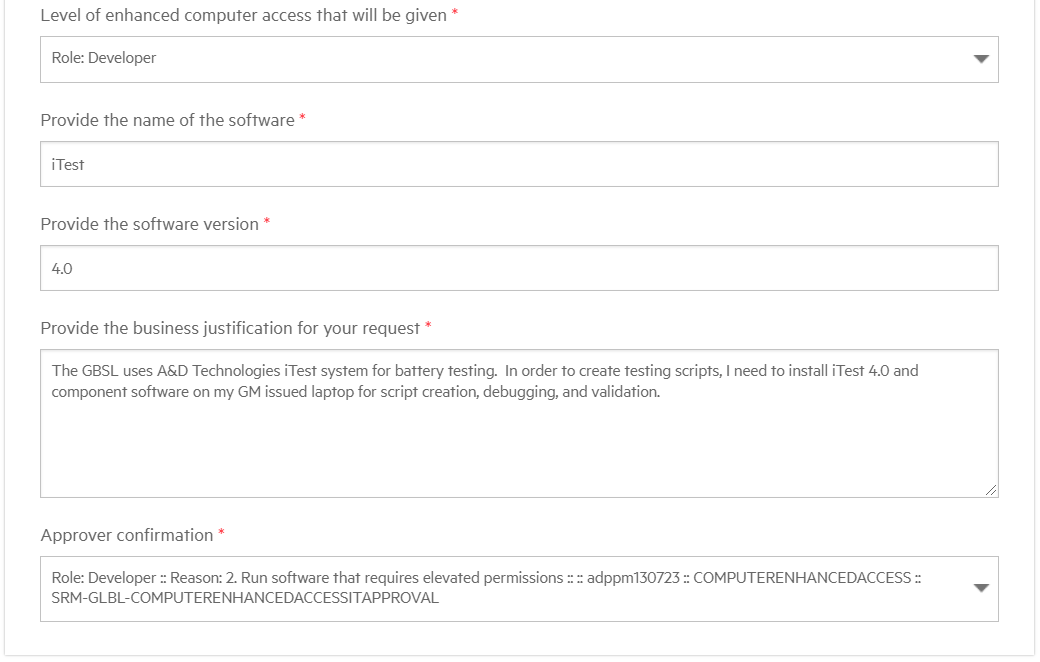 Level of enhanced computer access that will be given *
Role: Developer
Provide the name of the software *
iTest
Provide the software version *
4.0
Provide the business justification for your request *
The GBSL uses A&D Technologies iTest system for battery testing.  In order to create testing scripts, I need to install iTest 4.0 and
component software on my GM issued laptop for script creation, debugging, and validation.
Approver confirmation *
Role: Developer :: Reason: 2. Run software that requires elevated permissions :: :: adppm130723 :: COMPUTERENHANCEDACCESS ::
SRM-GLBL-COMPUTERENHANCEDACCESSITAPPROVAL